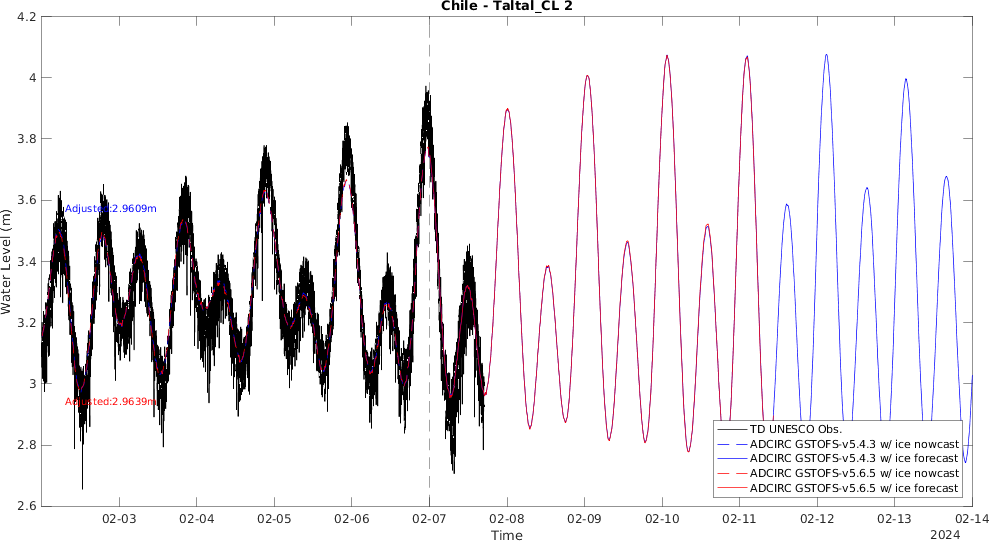 Chile - Taltal_CL 2
4.2
4
3.8
3.6
3.4
3.2
3
2.8
2.6
Water Level (m)
Adjusted:2.9609m
Adjusted:2.9639m
TD UNESCO Obs.
ADCIRC GSTOFS-v5.4.3 w/ ice nowcast
ADCIRC GSTOFS-v5.4.3 w/ ice forecast
ADCIRC GSTOFS-v5.6.5 w/ ice nowcast
ADCIRC GSTOFS-v5.6.5 w/ ice forecast
02-03 02-04 02-05 02-06 02-07 02-08 02-09 02-10 02-11 02-12 02-13 02-14
Time
2024